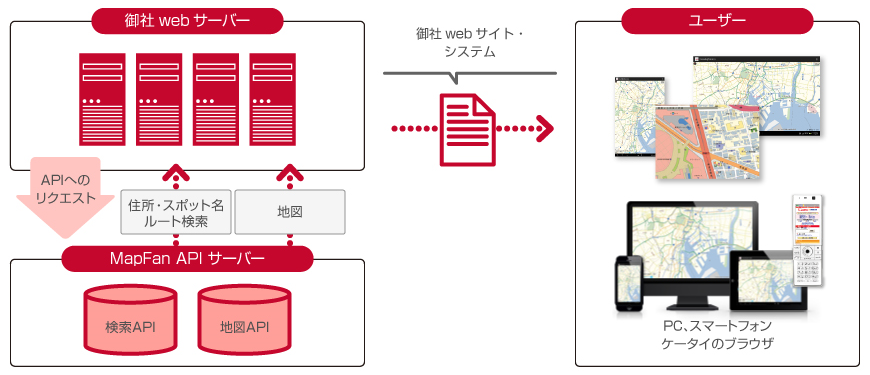 御社 web サーバー
APIへの
リクエスト
住所・スポット名
ルート検索
地図
MapFan API サーバー
検索API
地図API
御社 web サイト・
システム
ユーザー
PC、スマートフォン
ケータイのブラウザ